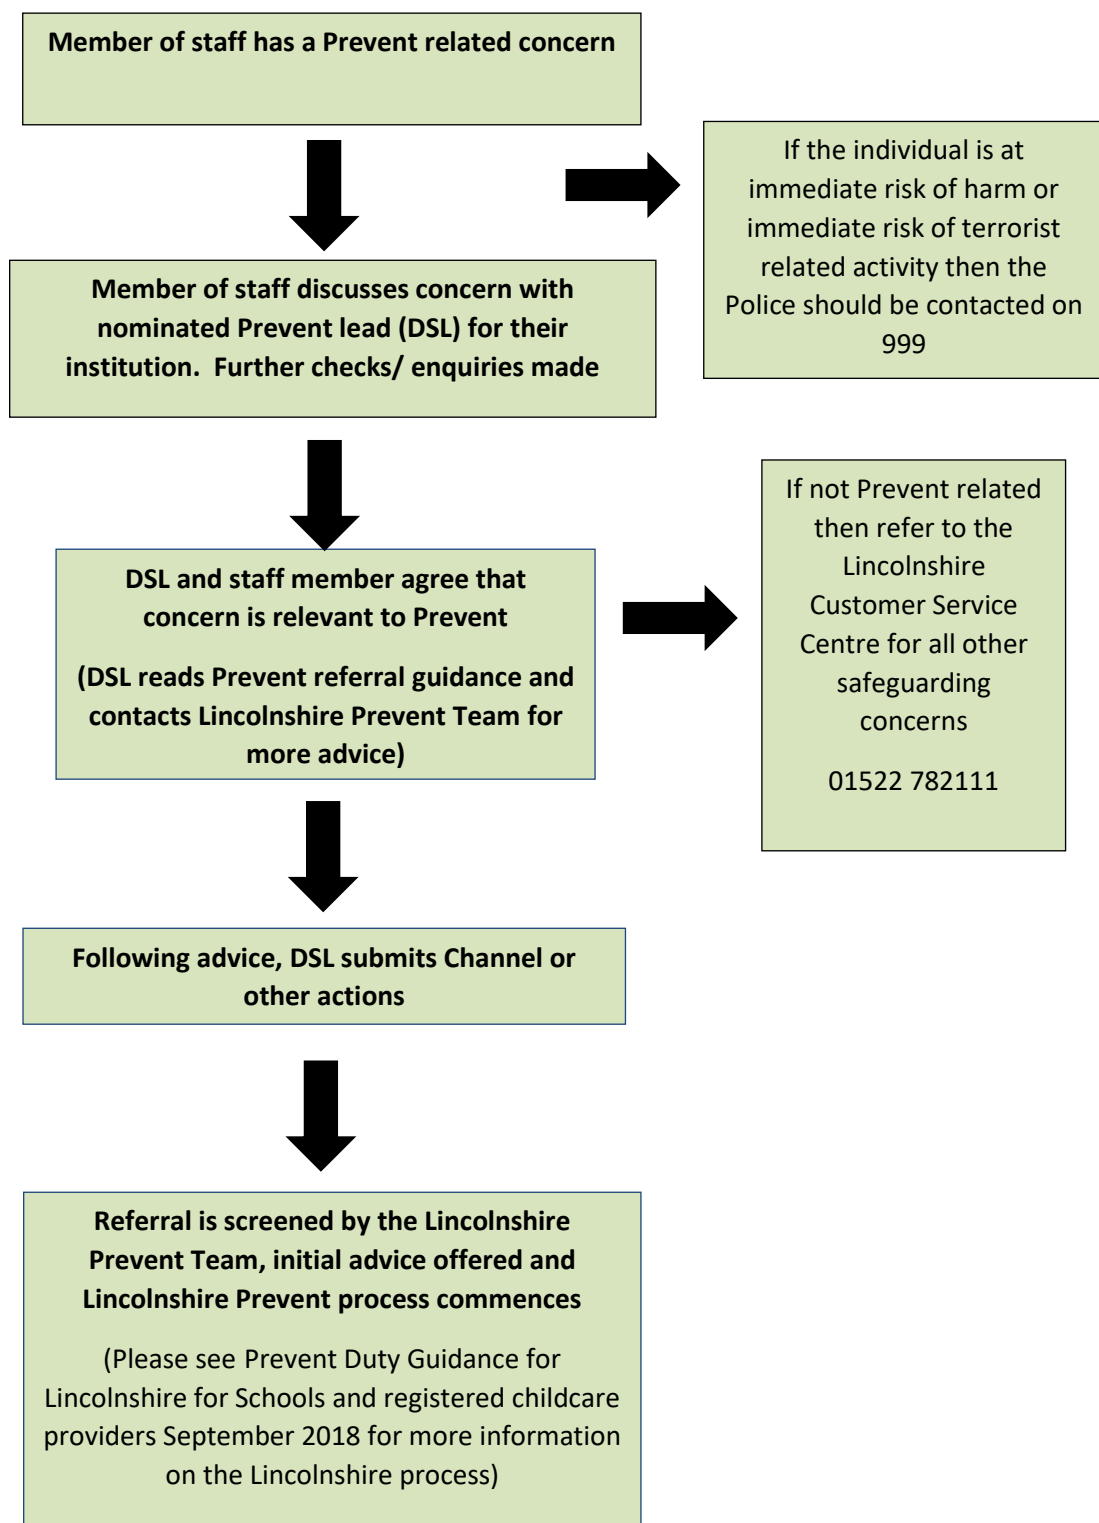 Member of staff has a Prevent related concern
If the individual is at
immediate risk of harm or
immediate risk of terrorist
related activity then the
Police should be contacted on
999
Member of staff discusses concern with
nominated Prevent lead (DSL) for their
institution.  Further checks/ enquiries made
If not Prevent related
then refer to the
Lincolnshire
Customer Service
Centre for all other
safeguarding
concerns
01522 782111
DSL and staff member agree that
concern is relevant to Prevent
(DSL reads Prevent referral guidance and
contacts Lincolnshire Prevent Team for
more advice)
Following advice, DSL submits Channel or
other actions
Referral is screened by the Lincolnshire
Prevent Team, initial advice offered and
Lincolnshire Prevent process commences
(Please see Prevent Duty Guidance for
Lincolnshire for Schools and registered childcare
providers September 2018 for more information
on the Lincolnshire process)